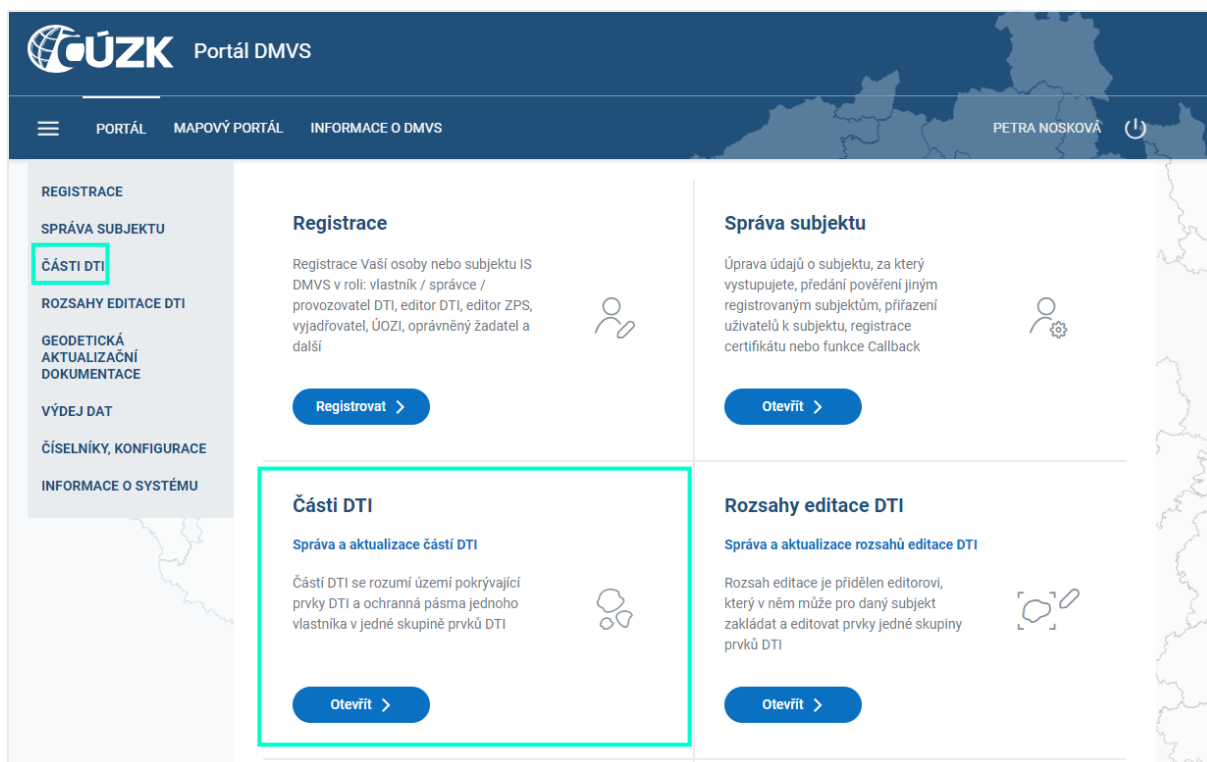 ČÚZK Portál DMVS
PORTÁL MAPOVÝ PORTÁL INFORMACE O DMVS PETRA NOSKOVÁ
REGISTRACE
SPRÁVA SUBJEKTU
ČÁSTI DTI
ROZSAHY EDITACE DTI
GEODETICKÁ
AKTUALIZAČNÍ
DOKUMENTACE
VÝDEJ DAT
ČÍSELNÍKY, KONFIGURACE
INFORMACE O SYSTÉMU
Registrace
Registrace Vaší osoby nebo subjektu IS
DMVS v roli: vlastník / správce /
provozovatel DTI, editor DTI, editor ZPS,
vyjadřovatel, ÚOZI, oprávněný žadatel a
další
Registrovat
Správa subjektu
Úprava údajů o subjektu, za který
vystupujete, předání pověření jiným
registrovaným subjektům, přiřazení
uživatelů k subjektu, registrace
certifikátu nebo funkce Callback
Otevřít
Části DTI
Správa a aktualizace částí DTI
Částí DTI se rozumí území pokrývající
prvky DTI a ochranná pásma jednoho
vlastníka v jedné skupině prvků DTI
Otevřít
Rozsahy editace DTI
Správa a aktualizace rozsahů editace DTI
Rozsah editace je přidělen editorovi,
který v něm může pro daný subjekt
zakládat a editovat prvky jedné skupiny
prvků DTI
Otevřít